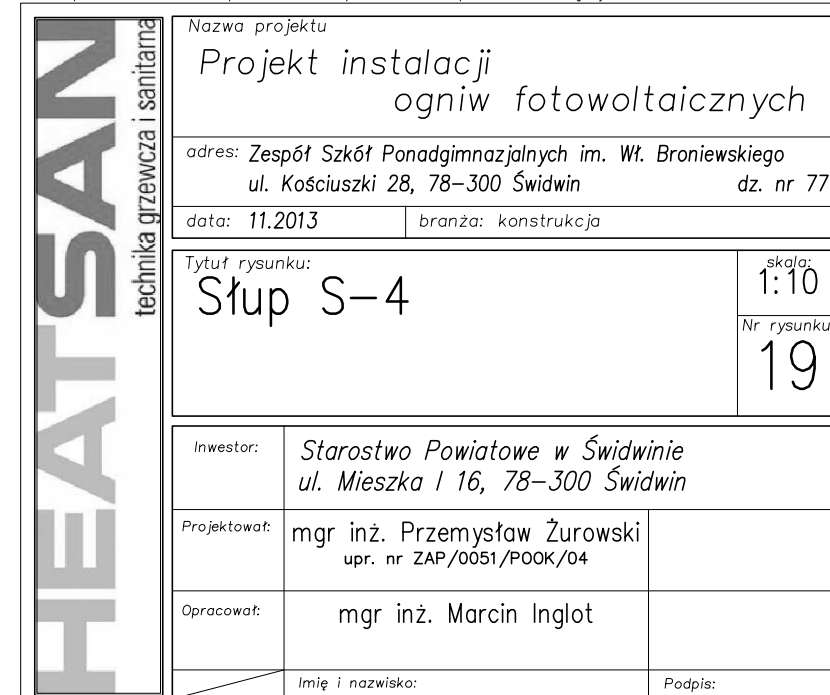 HEATSAN
technika grzewcza i sanitarna
Nazwa projektu
Projekt instalacji
ogniw fotowoltaicznych
adres: Zespół Szkół Ponadgimnazjalnych im. Wł. Broniewskiego
ul. Kościuszki 28, 78-300 Świdwin dz. nr 77
data: 11.2013 branża: konstrukcja
Tytuł rysunku:
Słup S-4
skala:
1:10
Nr rysunku
19
Inwestor: Starostwo Powiatowe w Świdwinie
ul. Mieszka I 16, 78-300 Świdwin
Projektował: mgr inż. Przemysław Żurowski
upr. nr ZAP/0051/POOK/04
Opracował: mgr inż. Marcin Inglot
Imię i nazwisko: Podpis: